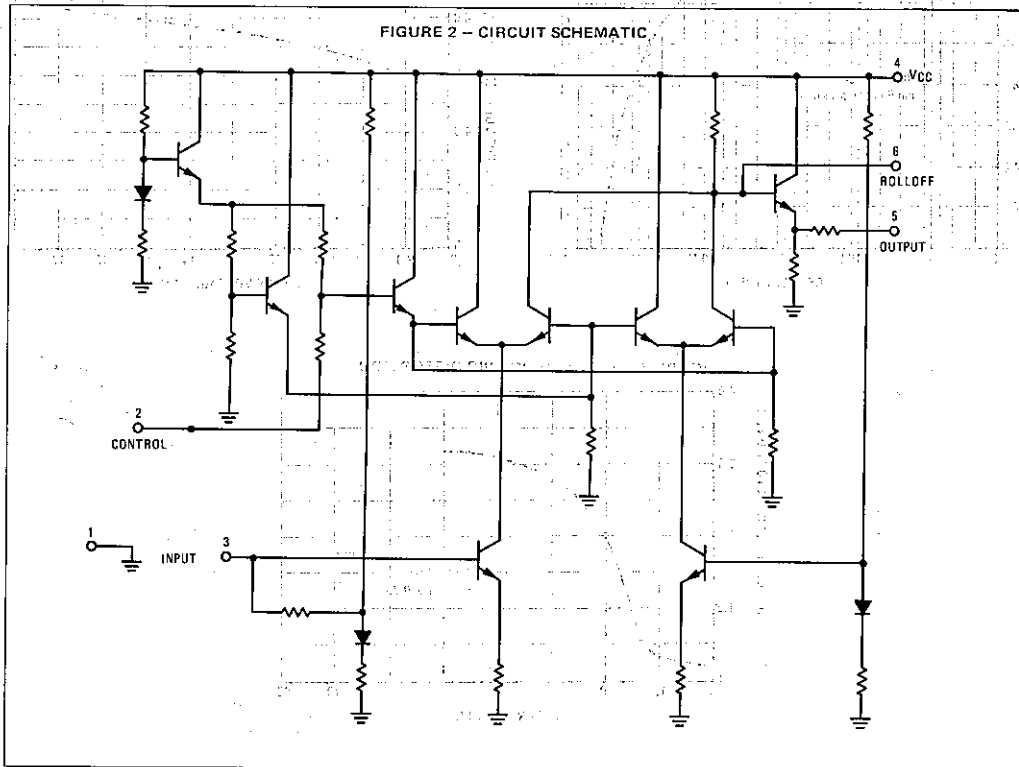 FIGURE 2 – CIRCUIT SCHEMATIC
4
VCC
6
ROLLOFF
5
OUTPUT
2
CONTROL
1
INPUT
3